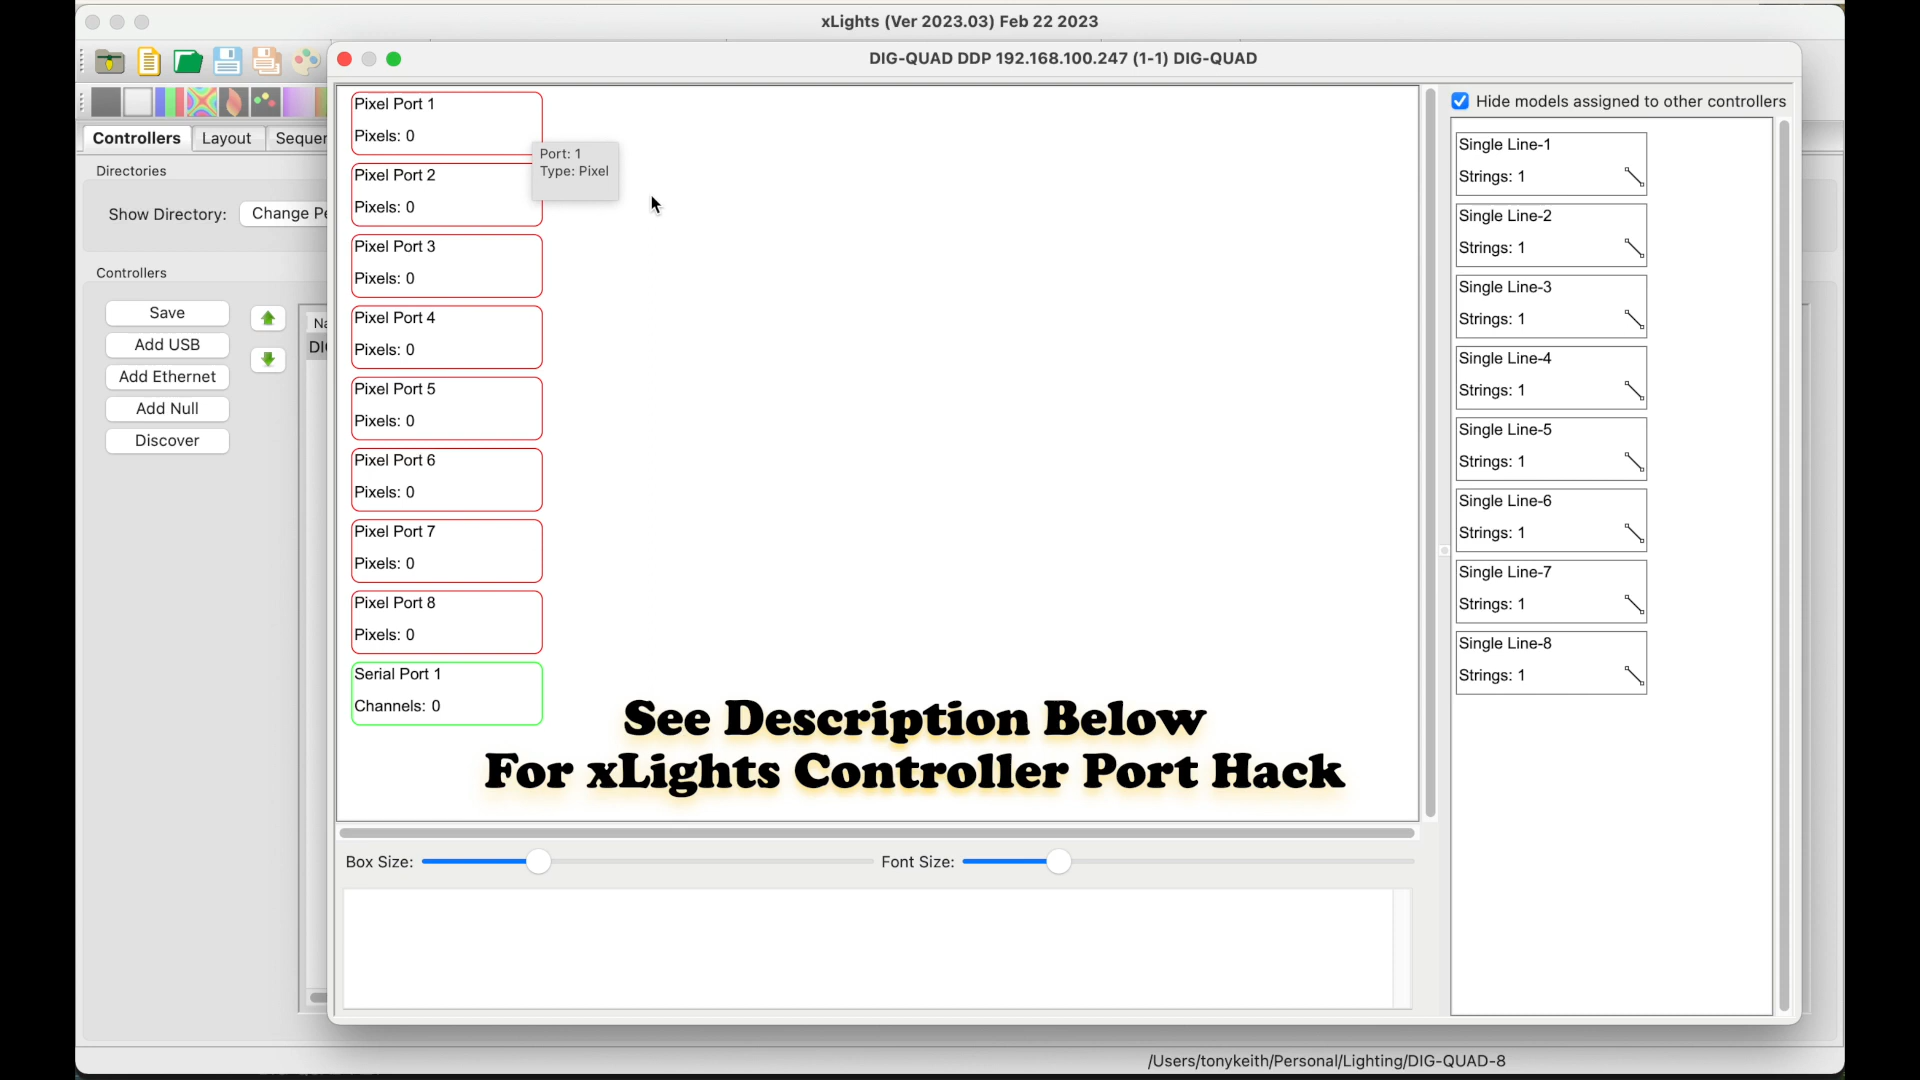 xLights (Ver 2023.03) Feb 22 2023
DIG-QUAD DDP 192.168.100.247 (1-1) DIG-QUAD
Controllers
Layout
Sequer
Directories
Show Directory:
Change Pe
Controllers
Save
Add USB
Add Ethernet
Add Null
Discover
Na
DI
Pixel Port 1
Pixels: 0
Port: 1
Type: Pixel
Pixel Port 2
Pixels: 0
Pixel Port 3
Pixels: 0
Pixel Port 4
Pixels: 0
Pixel Port 5
Pixels: 0
Pixel Port 6
Pixels: 0
Pixel Port 7
Pixels: 0
Pixel Port 8
Pixels: 0
Serial Port 1
Channels: 0
See Description Below
For xLights Controller Port Hack
Box Size:
Font Size:
Hide models assigned to other controllers
Single Line-1
Strings: 1
Single Line-2
Strings: 1
Single Line-3
Strings: 1
Single Line-4
Strings: 1
Single Line-5
Strings: 1
Single Line-6
Strings: 1
Single Line-7
Strings: 1
Single Line-8
Strings: 1
/Users/tonykeith/Personal/Lighting/DIG-QUAD-8